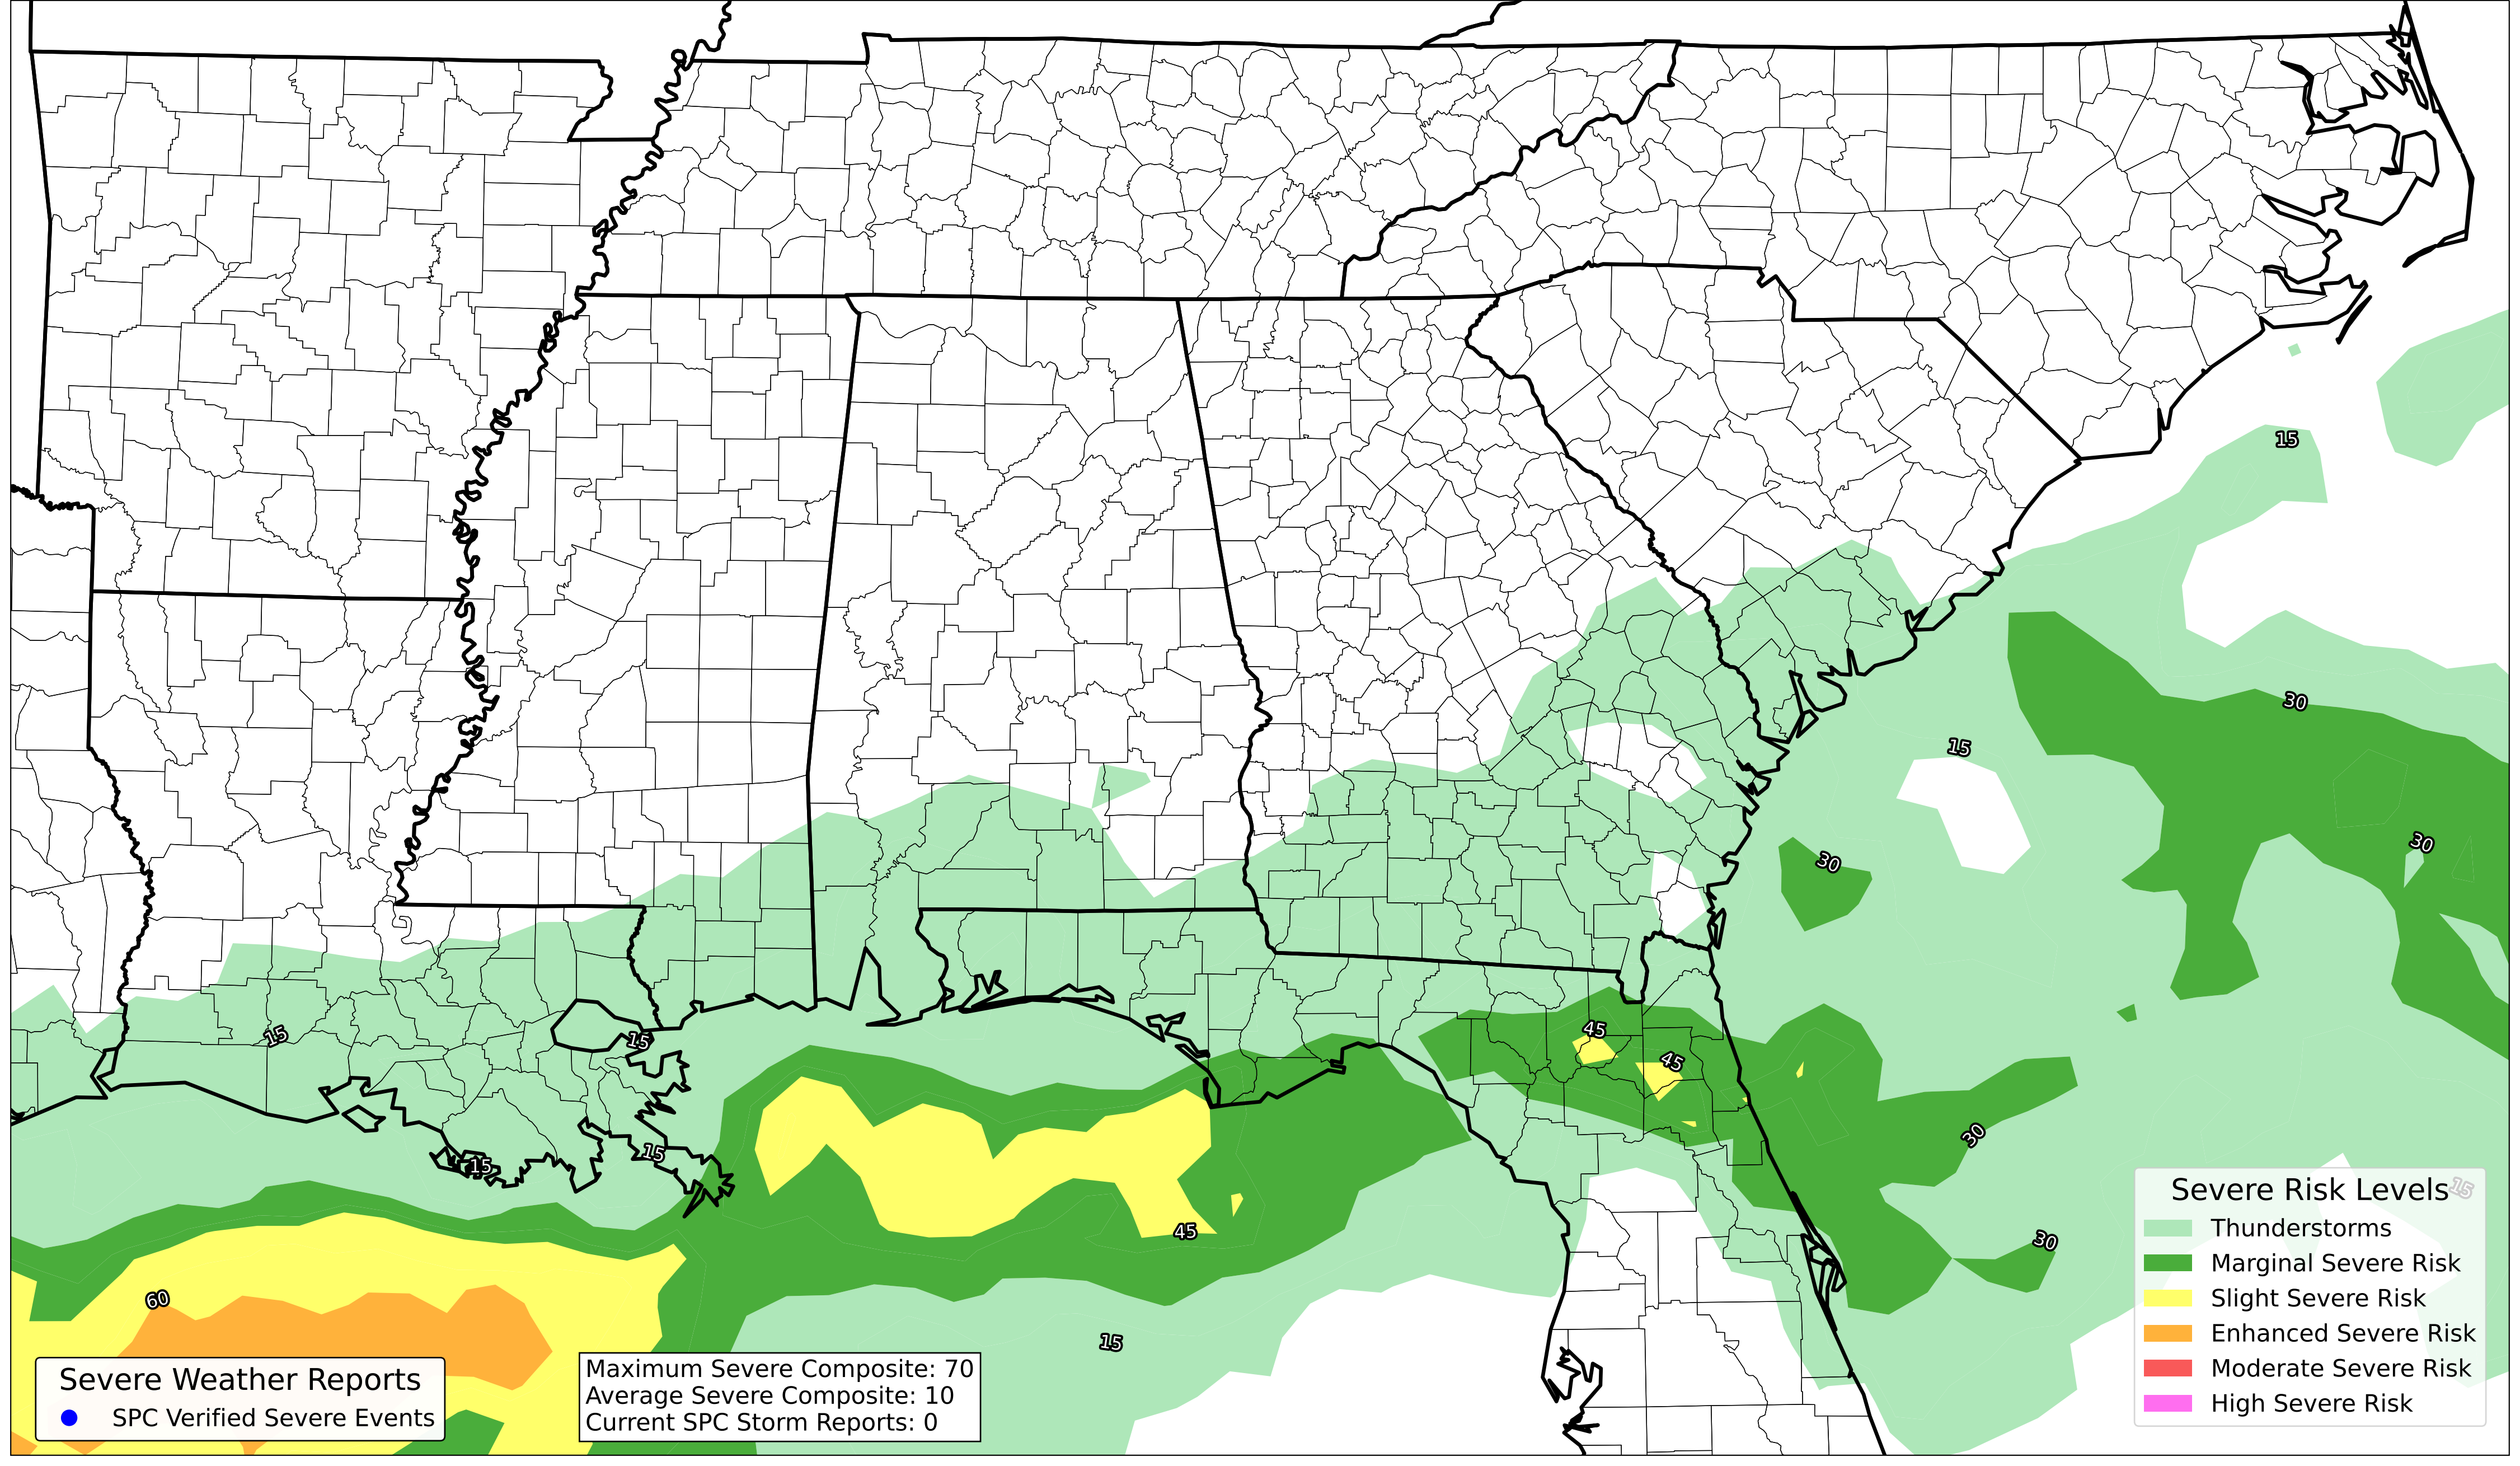 15
30
15
30
30
45
15
15
45
30
15
15
45
30
60
15
Severe Risk Levels
15
Thunderstorms
Marginal Severe Risk
Slight Severe Risk
Enhanced Severe Risk
Moderate Severe Risk
High Severe Risk
Severe Weather Reports
SPC Verified Severe Events
Maximum Severe Composite: 70
Average Severe Composite: 10
Current SPC Storm Reports: 0